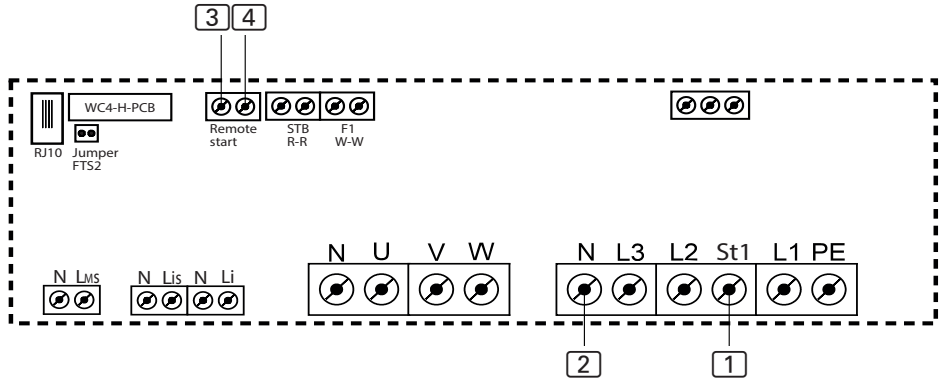 3 4
WC4-H-PCB
RJ10
Jumper
FTS2
Remote
start
STB
R-R
F1
W-W
N LMS
N Lis N Li
N U V W
N L3 L2 St1 L1 PE
2 1